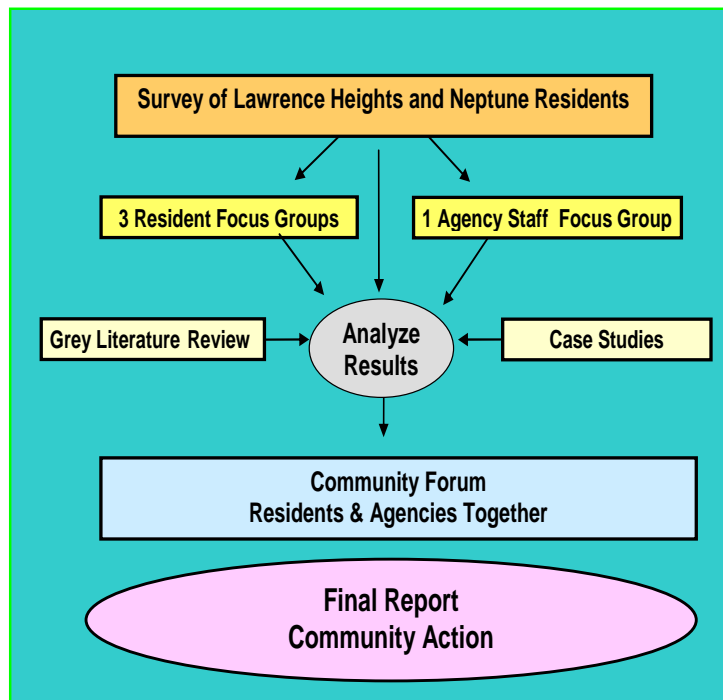 Survey of Lawrence Heights and Neptune Residents
3 Resident Focus Groups
1 Agency Staff Focus Group
Grey Literature Review
Analyze
Results
Case Studies
Community Forum
Residents & Agencies Together
Final Report
Community Action